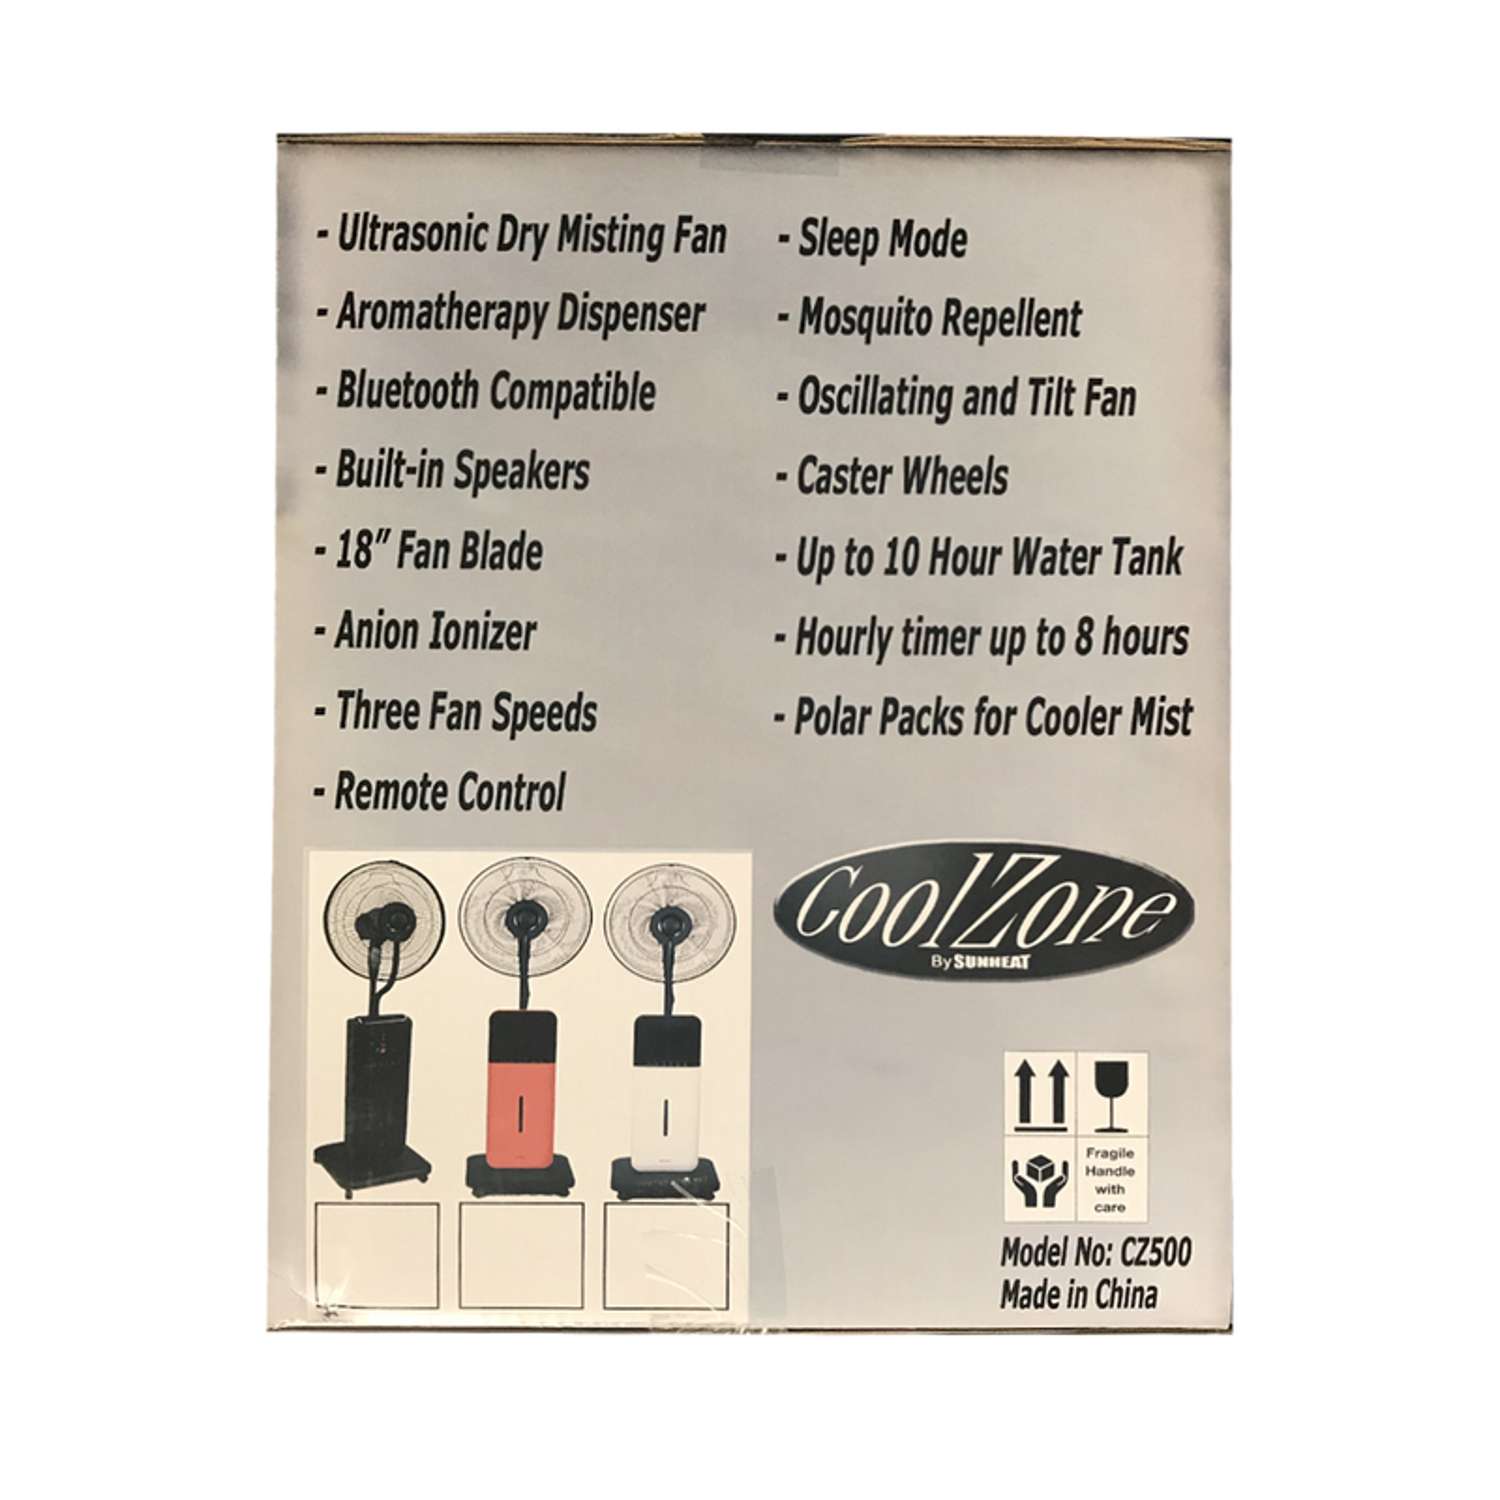 - Ultrasonic Dry Misting Fan
- Aromatherapy Dispenser
- Bluetooth Compatible
- Built-in Speakers
- 18” Fan Blade
- Anion Ionizer
- Three Fan Speeds
- Remote Control
- Sleep Mode
- Mosquito Repellent
- Oscillating and Tilt Fan
- Caster Wheels
- Up to 10 Hour Water Tank
- Hourly timer up to 8 hours
- Polar Packs for Cooler Mist
CoolZone
By SUNHEAT
Fragile
Handle
with
care
Model No: CZ500
Made in China